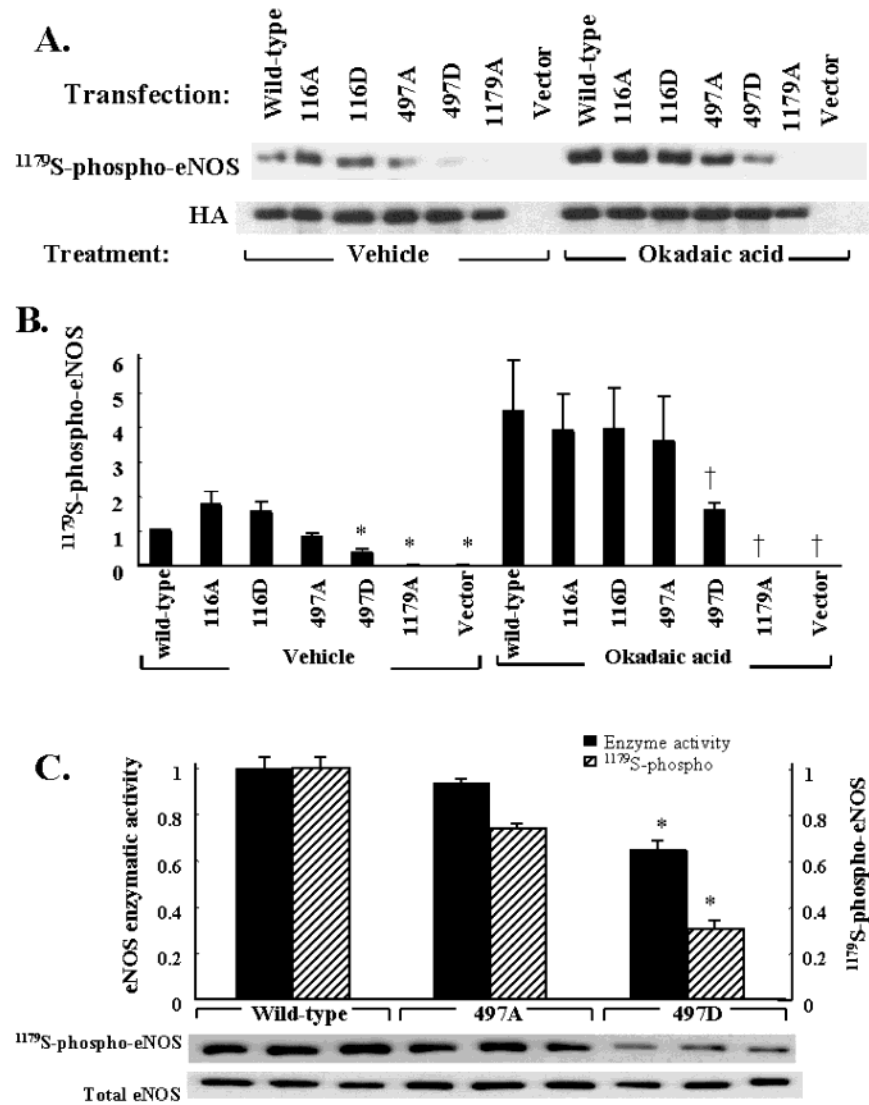 A.
Transfection:
Wild-type 116A 116D 497A 497D 1179A Vector Wild-type 116A 116D 497A 497D 1179A Vector
1179S-phospho-eNOS
HA
Treatment: Vehicle Okadaic acid
B.
1179S-phospho-eNOS
6
5
4
3
2
1
0
* * * † † †
wild-type 116A 116D 497A 497D 1179A Vector wild-type 116A 116D 497A 497D 1179A Vector
Vehicle Okadaic acid
C.
Enzyme activity
1179S-phospho
eNOS enzymatic activity
1179S-phospho-eNOS
1 1
0.8 0.8
0.6 0.6
0.4 0.4
0.2 0.2
0 0
* *
Wild-type 497A 497D
1179S-phospho-eNOS
Total eNOS